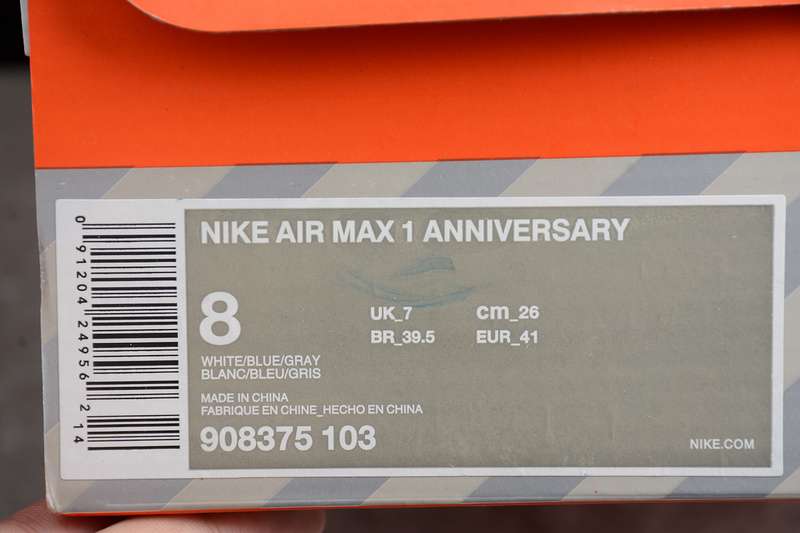 NIKE AIR MAX 1 ANNIVERSARY
8
UK_7 cm_26
BR_39.5 EUR_41
WHITE/BLUE/GRAY
BLANC/BLEU/GRIS
MADE IN CHINA
FABRIQUE EN CHINE_HECHO EN CHINA
908375 103
NIKE.COM
0 91204 24956 2 14